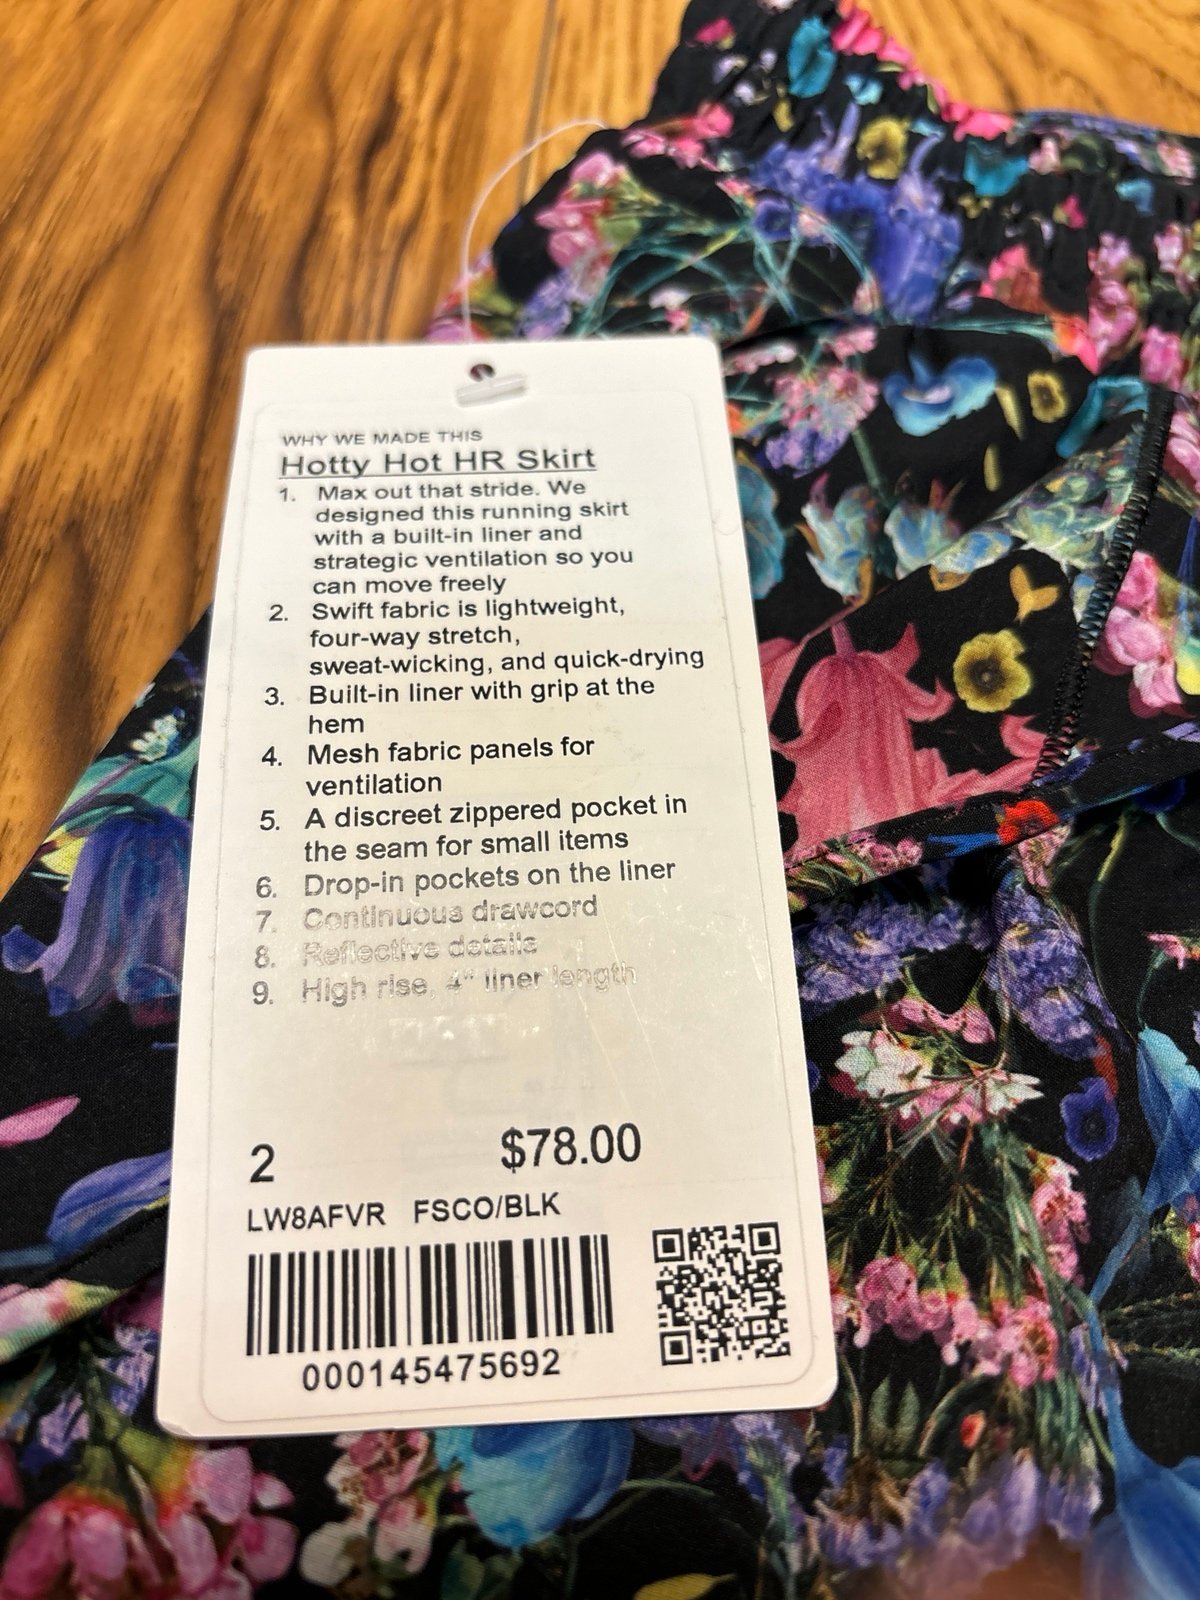 WHY WE MADE THIS
Hotty Hot HR Skirt
1. Max out that stride. We
designed this running skirt
with a built-in liner and
strategic ventilation so you
can move freely
2. Swift fabric is lightweight,
four-way stretch,
sweat-wicking, and quick-drying
3. Built-in liner with grip at the
hem
4. Mesh fabric panels for
ventilation
5. A discreet zippered pocket in
the seam for small items
6. Drop-in pockets on the liner
7. Continuous drawcord
8. Reflective details
9. High rise, 4" liner length
2 $78.00
LW8AFVR FSCO/BLK
000145475692